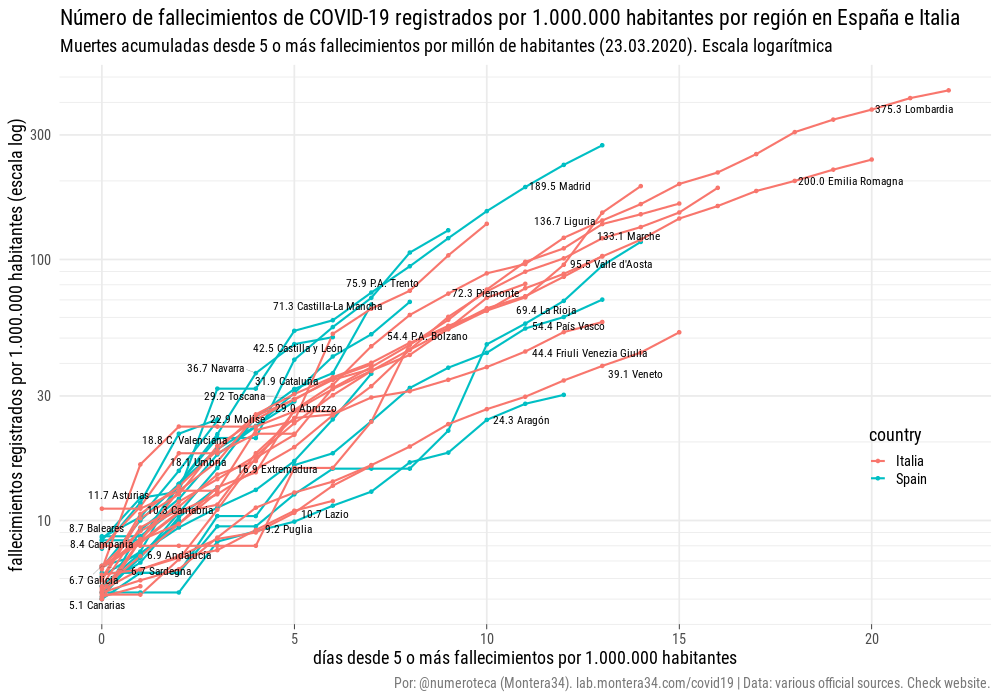 Número de fallecimientos de COVID-19 registrados por 1.000.000 habitantes por región en España e Italia
Muertes acumuladas desde 5 o más fallecimientos por millón de habitantes (23.03.2020). Escala logarítmica
fallecimientos registrados por 1.000.000 habitantes (escala log)
300
100
30
10
375.3 Lombardia
200.0 Emilia Romagna
189.5 Madrid
136.7 Liguria
133.1 Marche
95.5 Valle d'Aosta
75.9 P.A. Trento
72.3 Piemonte
71.3 Castilla-La Mancha
69.4 La Rioja
54.4 País Vasco
54.4 P.A. Bolzano
42.5 Castilla y León
44.4 Friuli Venezia Giulia
36.7 Navarra
39.1 Veneto
31.9 Cataluña
29.2 Toscana
29.0 Abruzzo
22.9 Molise
24.3 Aragón
18.8 C. Valenciana
18.1 Umbria
16.9 Extremadura
11.7 Asturias
10.3 Cantabria
10.7 Lazio
8.7 Baleares
9.2 Puglia
8.4 Campania
6.9 Andalucía
6.7 Sardegna
6.7 Galicia
5.1 Canarias
country
Italia
Spain
0
5
10
15
20
días desde 5 o más fallecimientos por 1.000.000 habitantes
Por: @numeroteca (Montera34). lab.montera34.com/covid19 | Data: various official sources. Check website.